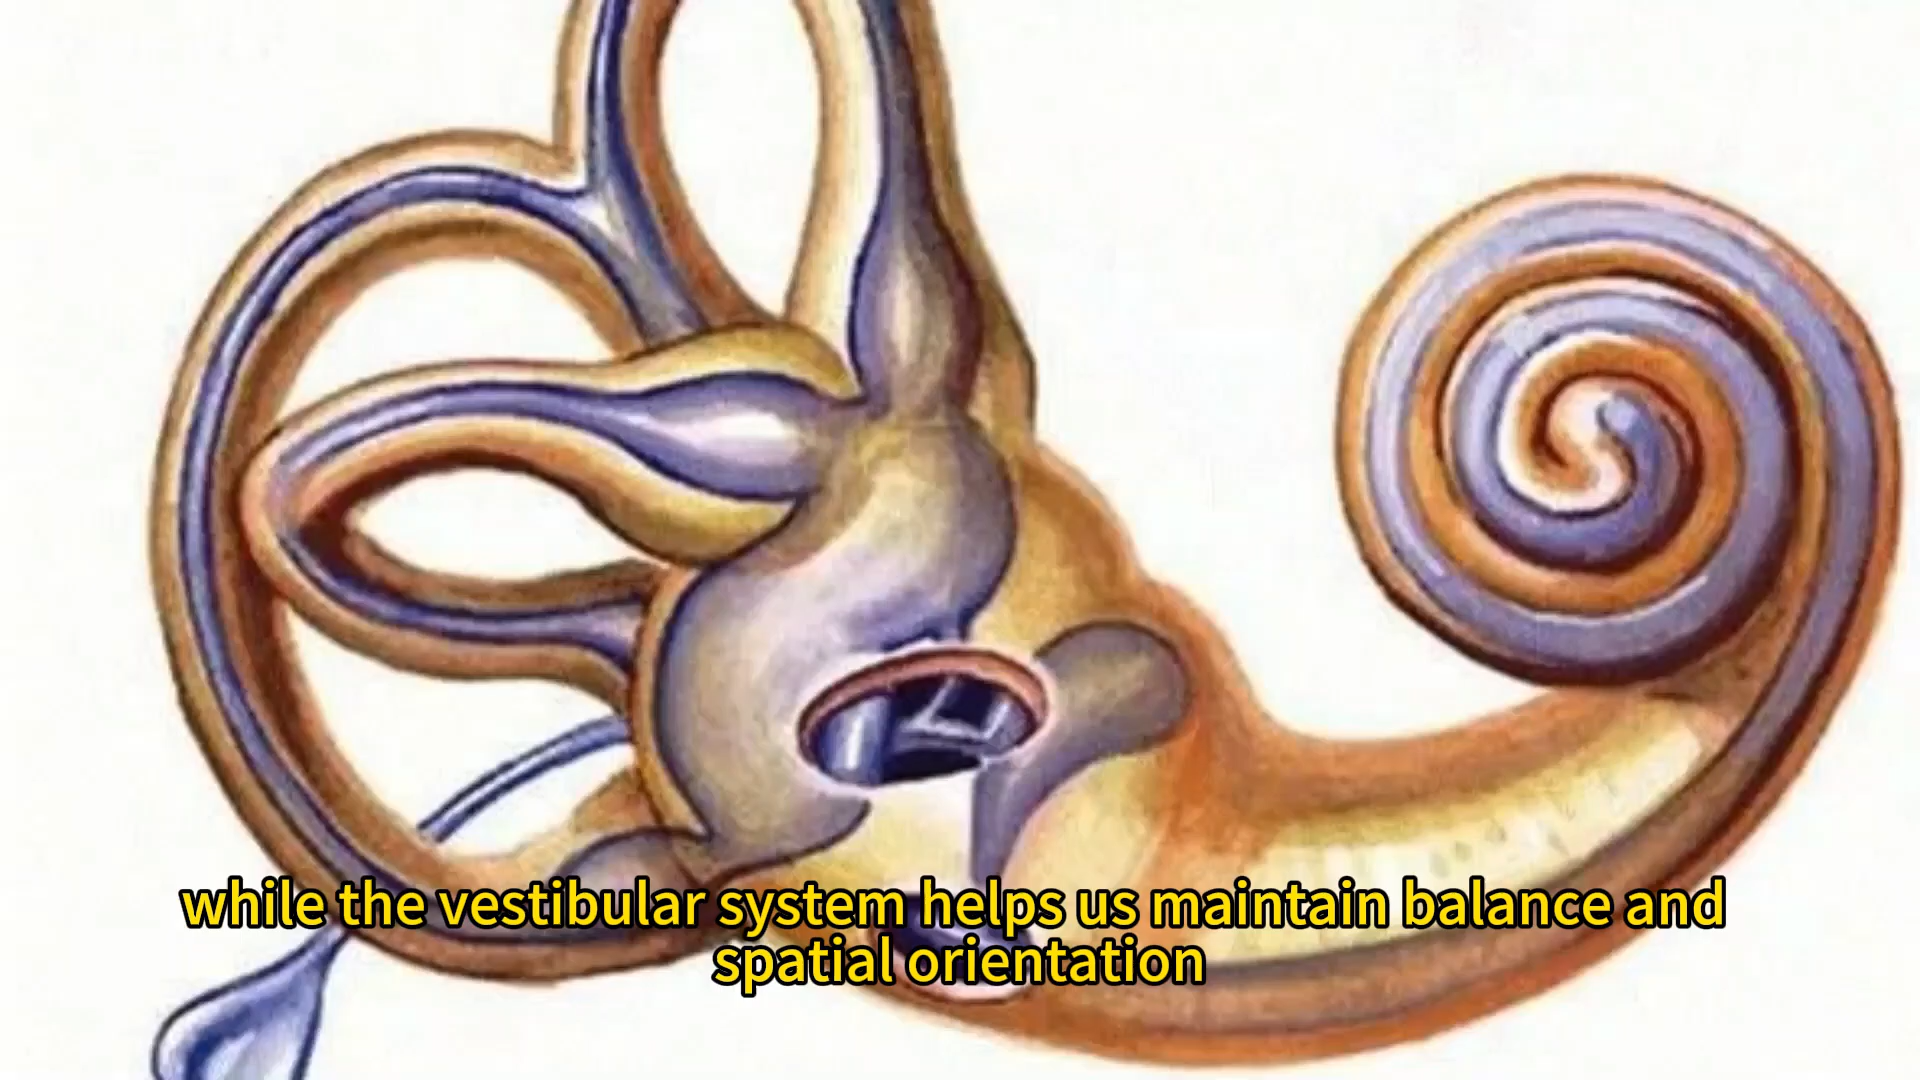 while the vestibular system helps us maintain balance and
spatial orientation